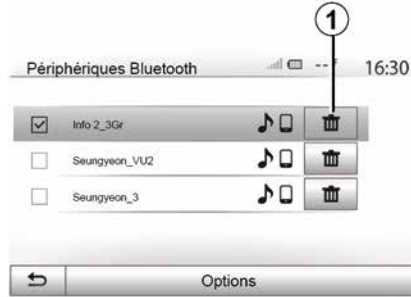 1
Périphériques Bluetooth
--° 16:30
Info 2_3Gr
Seungyeon_VU2
Seungyeon_3
Options